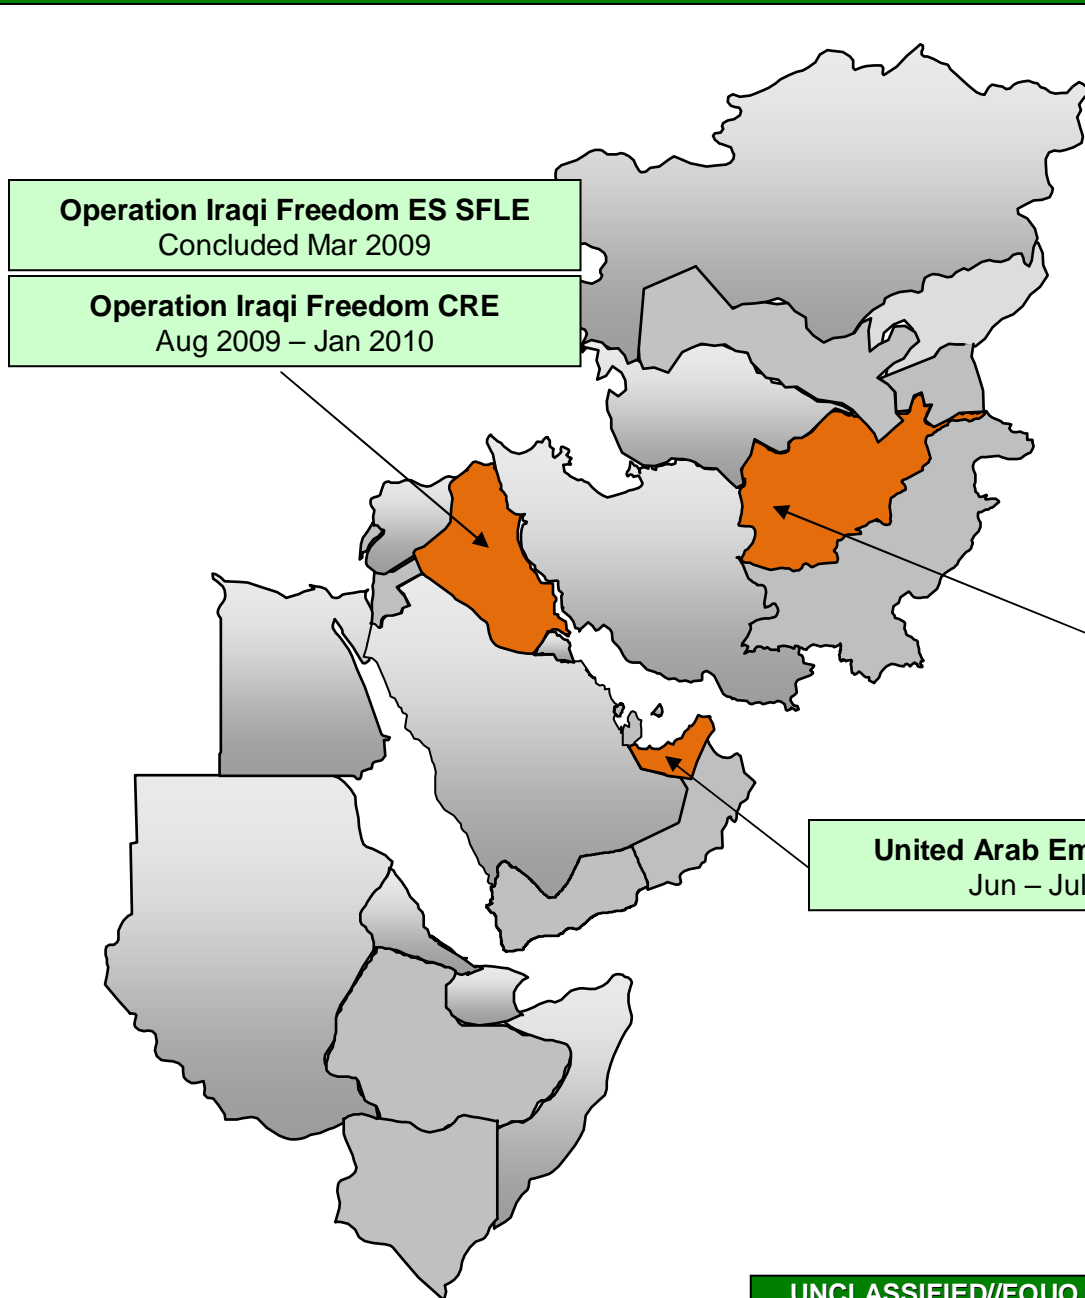 Operation Iraqi Freedom ES SFLE
Concluded Mar 2009
Operation Iraqi Freedom CRE
Aug 2009 – Jan 2010
United Arab Em
Jun – Jul
UNCLASSIFIED//FOUO